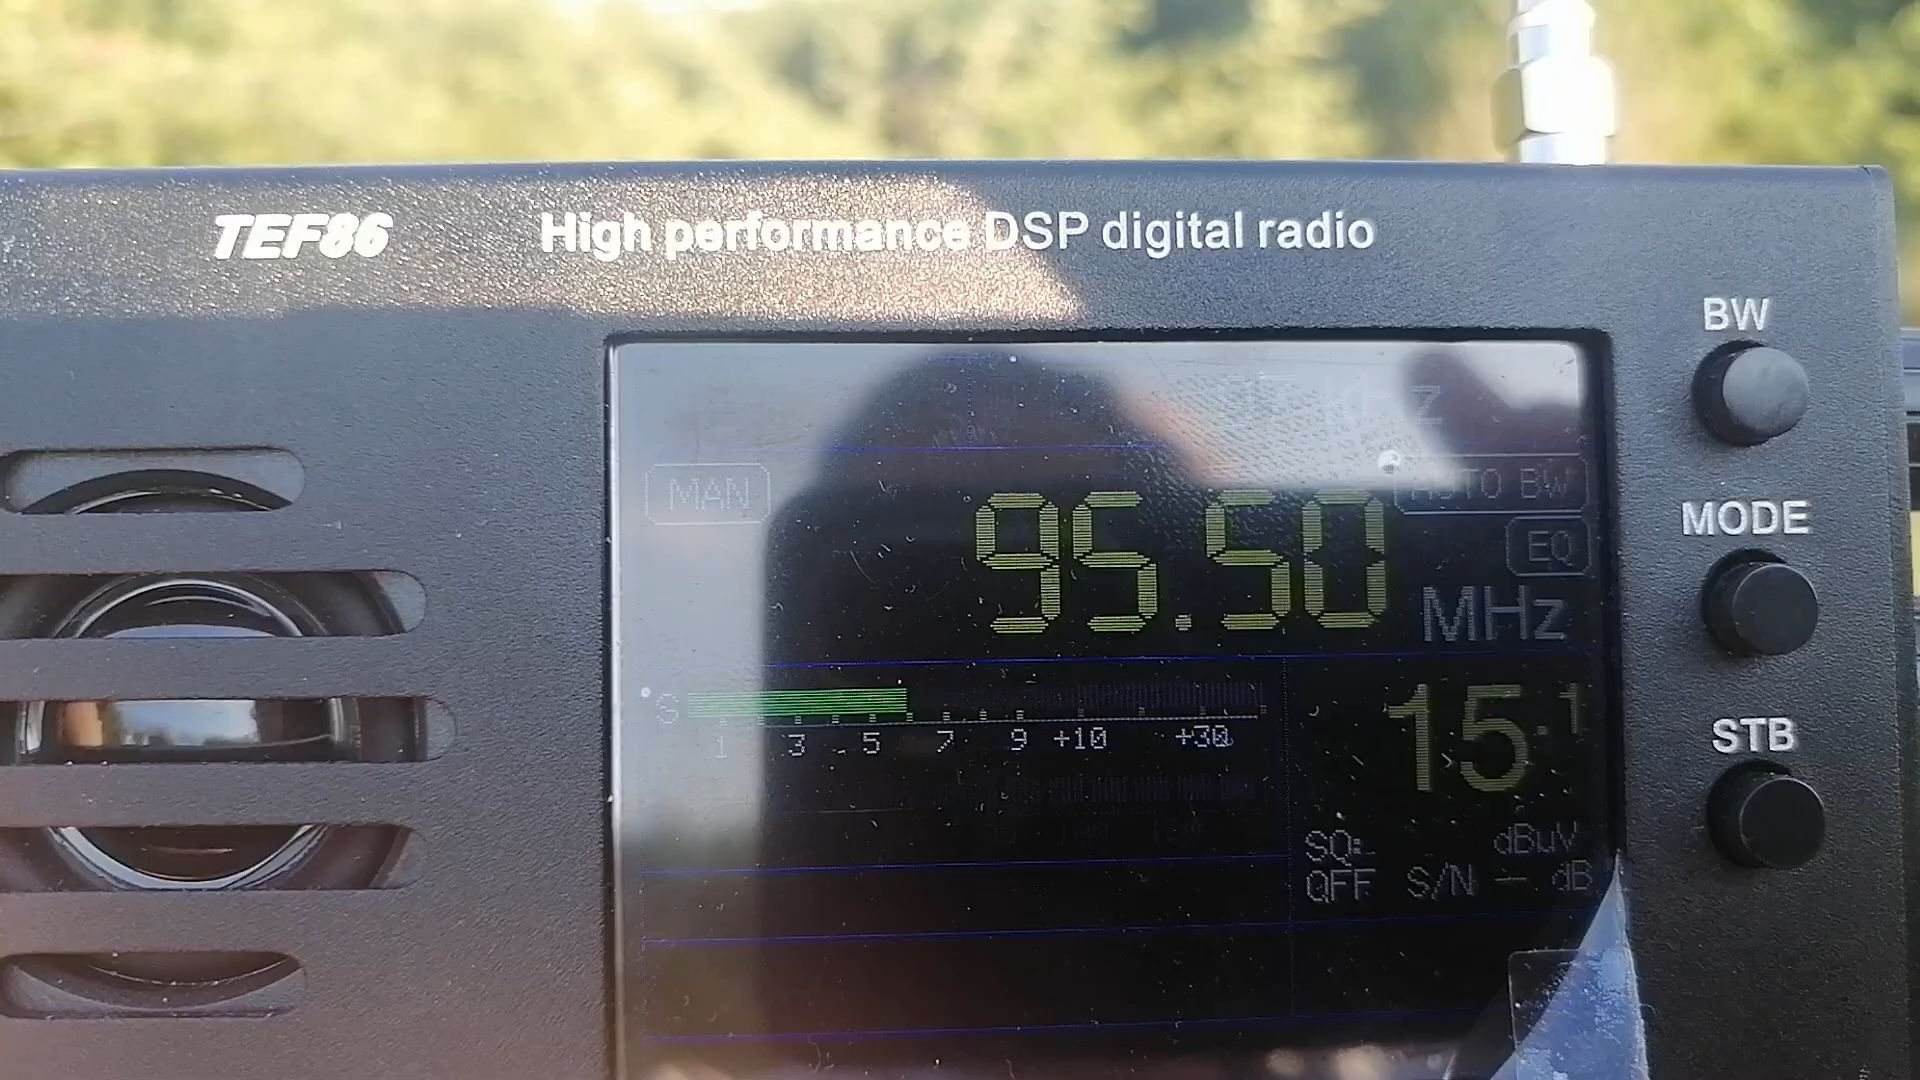 TEF86 High performance DSP digital radio
BW
kHz
MAN
AUTO BW
95.50
EQ
MHz
MODE
S
1 3 5 7 9 +10 +30
15.1
STB
SQ: dBuV
OFF S/N -- dB